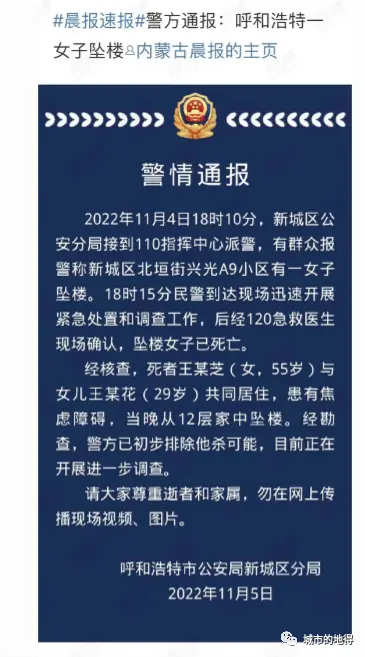 #晨报速报#警方通报：呼和浩特一
女子坠楼内蒙古晨报的主页
警情通报
2022年11月4日18时10分，新城区公
安分局接到110指挥中心派警，有群众报
警称新城区北垣街兴光A9小区有一女子
坠楼。18时15分民警到达现场迅速开展
紧急处置和调查工作，后经120急救医生
现场确认，坠楼女子已死亡。
经核查，死者王某芝（女，55岁）与
女儿王某花（29岁）共同居住，患有焦
虑障碍，当晚从12层家中坠楼。经勘
查，警方已初步排除他杀可能，目前正在
开展进一步调查。
请大家尊重逝者和家属，勿在网上传
播现场视频、图片。
呼和浩特市公安局新城区分局
2022年11月5日
城市的地得